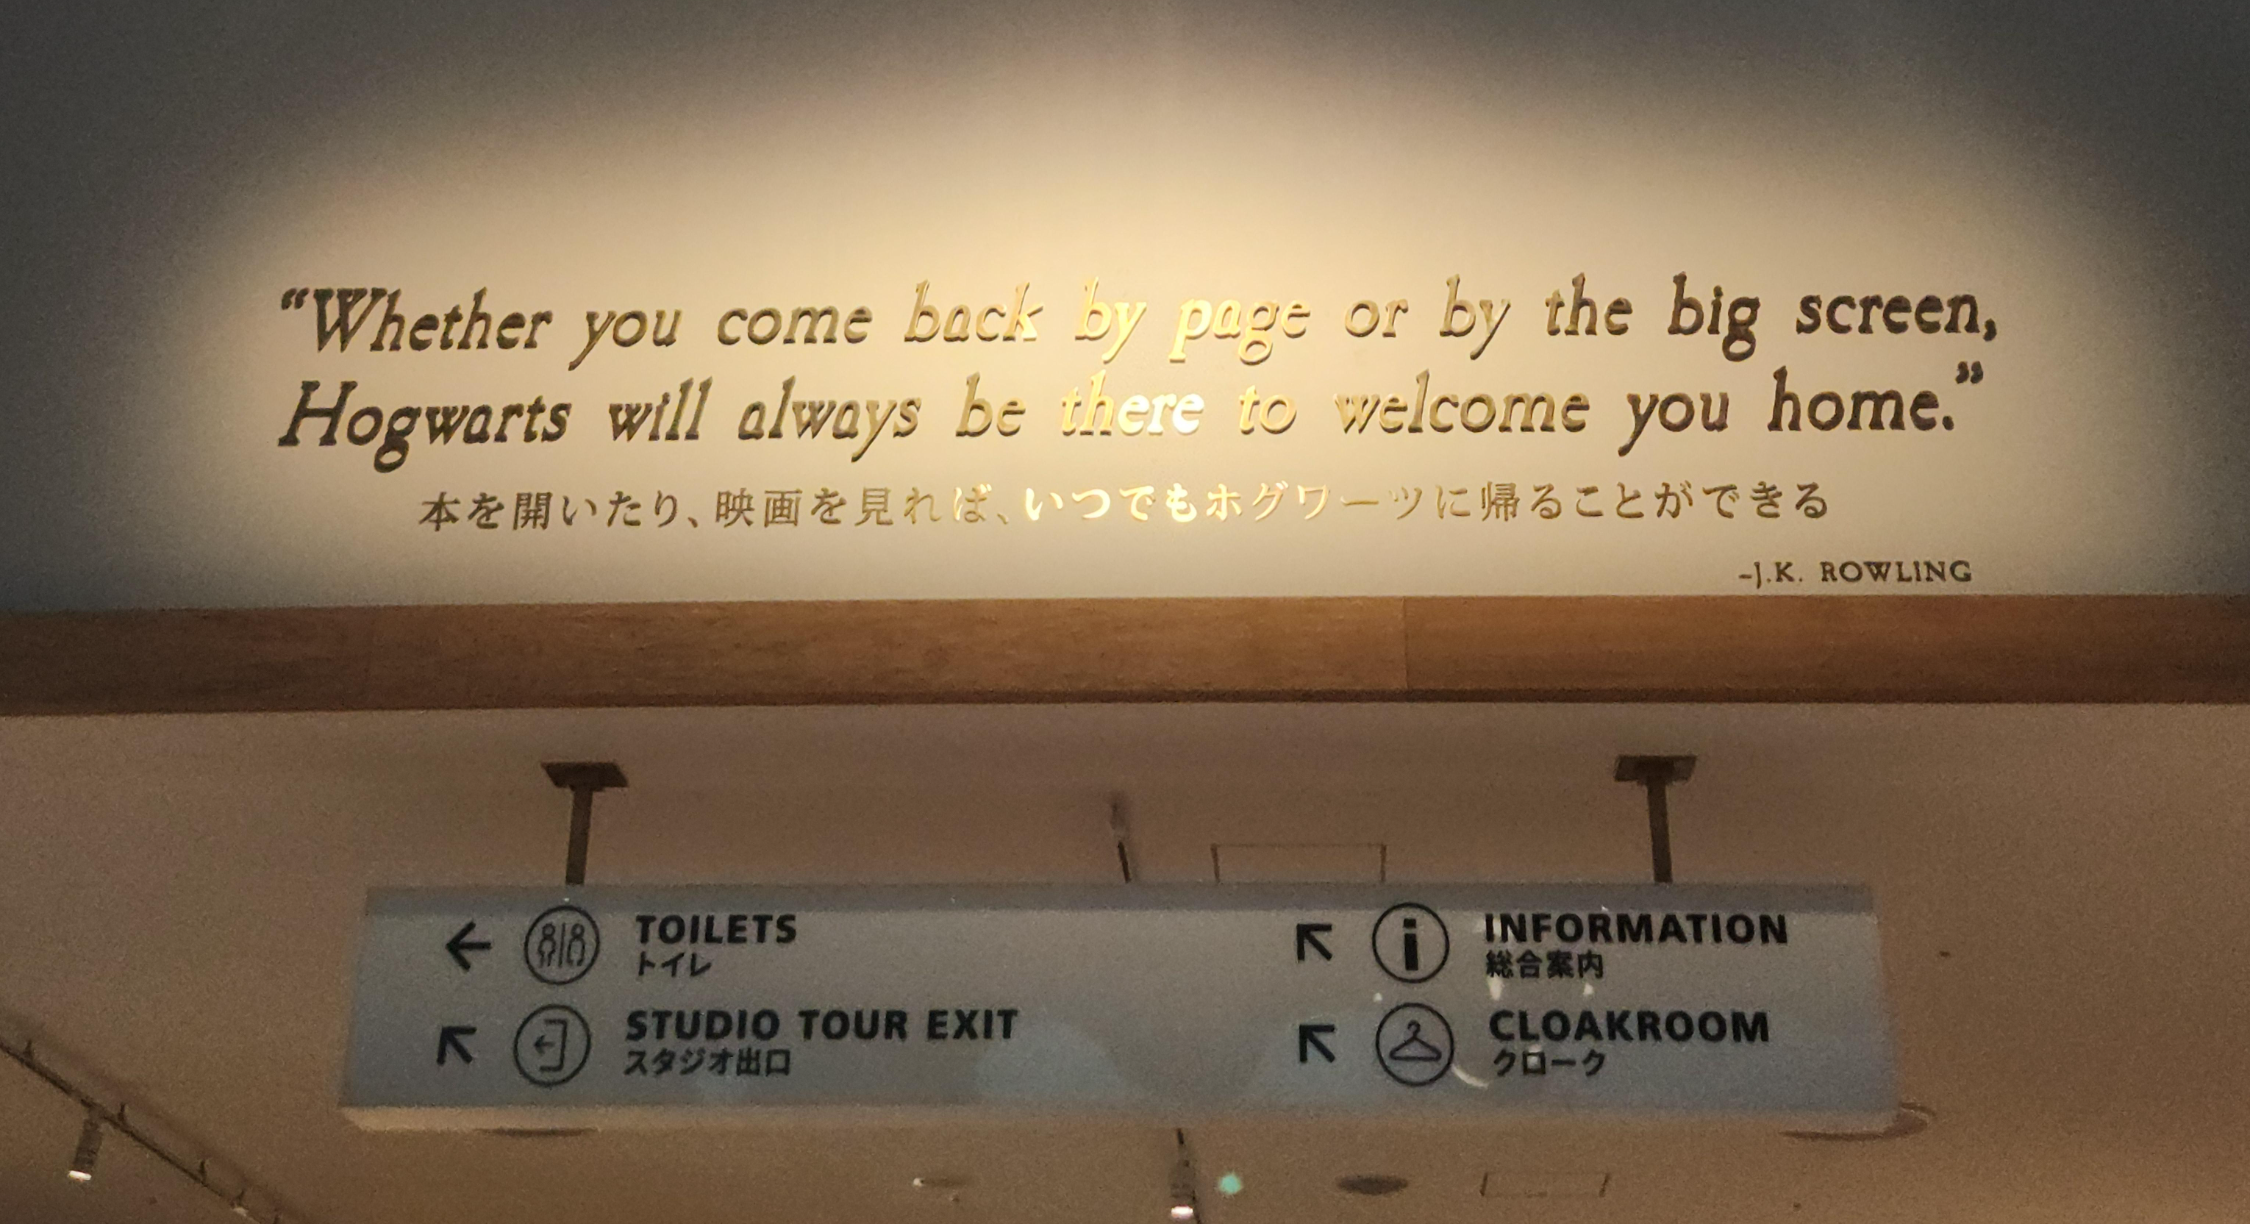 “Whether you come back by page or by the big screen,
Hogwarts will always be there to welcome you home.”
本を開いたり、映画を見れば、いつでもホグワーツに帰ることができる
–J.K. ROWLING
TOILETS
トイレ
STUDIO TOUR EXIT
スタジオ出口
INFORMATION
総合案内
CLOAKROOM
クローク